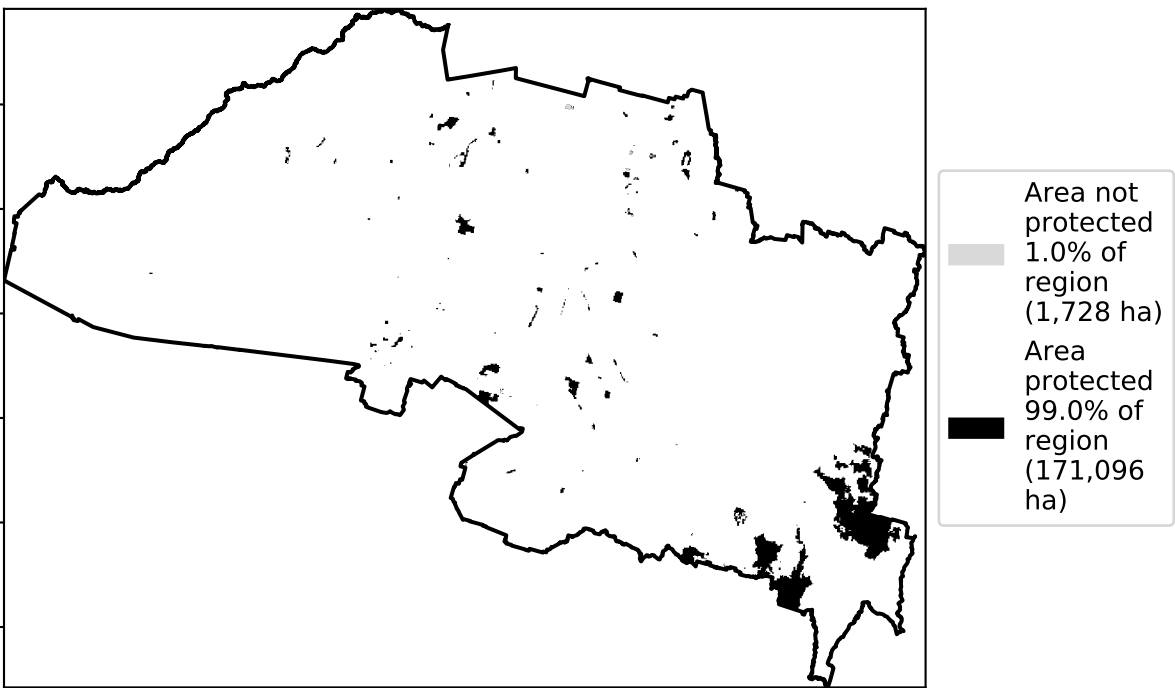 Area not
protected
1.0% of
region
(1,728 ha)
Area
protected
99.0% of
region
(171,096
ha)